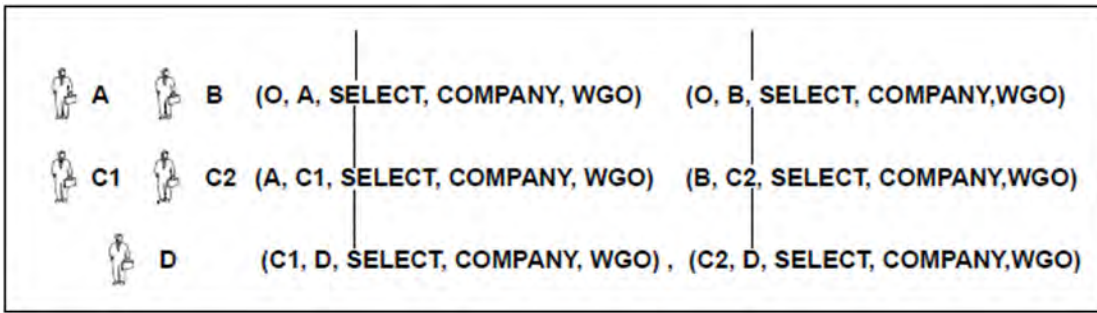 A B (O, A, SELECT, COMPANY, WGO) (O, B, SELECT, COMPANY,WGO)
C1 C2 (A, C1, SELECT, COMPANY, WGO) (B, C2, SELECT, COMPANY,WGO)
D (C1, D, SELECT, COMPANY, WGO) , (C2, D, SELECT, COMPANY,WGO)